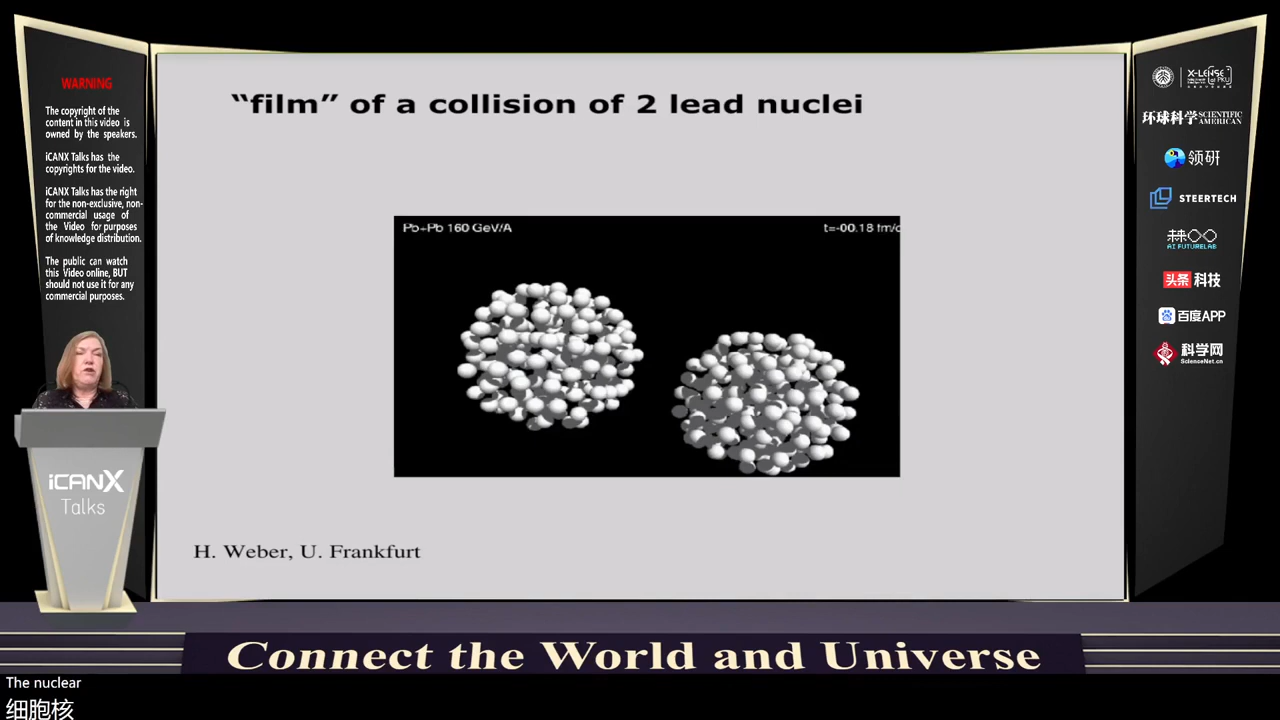 WARNING
The copyright of the
content in this video is
owned by the speakers.
iCANX Talks has the
copyrights for the video.
iCANX Talks has the right
for the non-exclusive, non-
commercial usage of
the Video for purposes
of knowledge distribution.
The public can watch
this Video online, BUT
should not use it for any
commercial purposes.
iCANX
Talks
“film” of a collision of 2 lead nuclei
Pb+Pb 160 GeV/A
t=-00.18 fm/c
H. Weber, U. Frankfurt
X-LENSE
环球科学 SCIENTIFIC AMERICAN
领研
STEERTECH
AI FUTURELAB
头条 科技
百度APP
科学网
ScienceNet.cn
Connect the World and Universe
The nuclear
细胞核